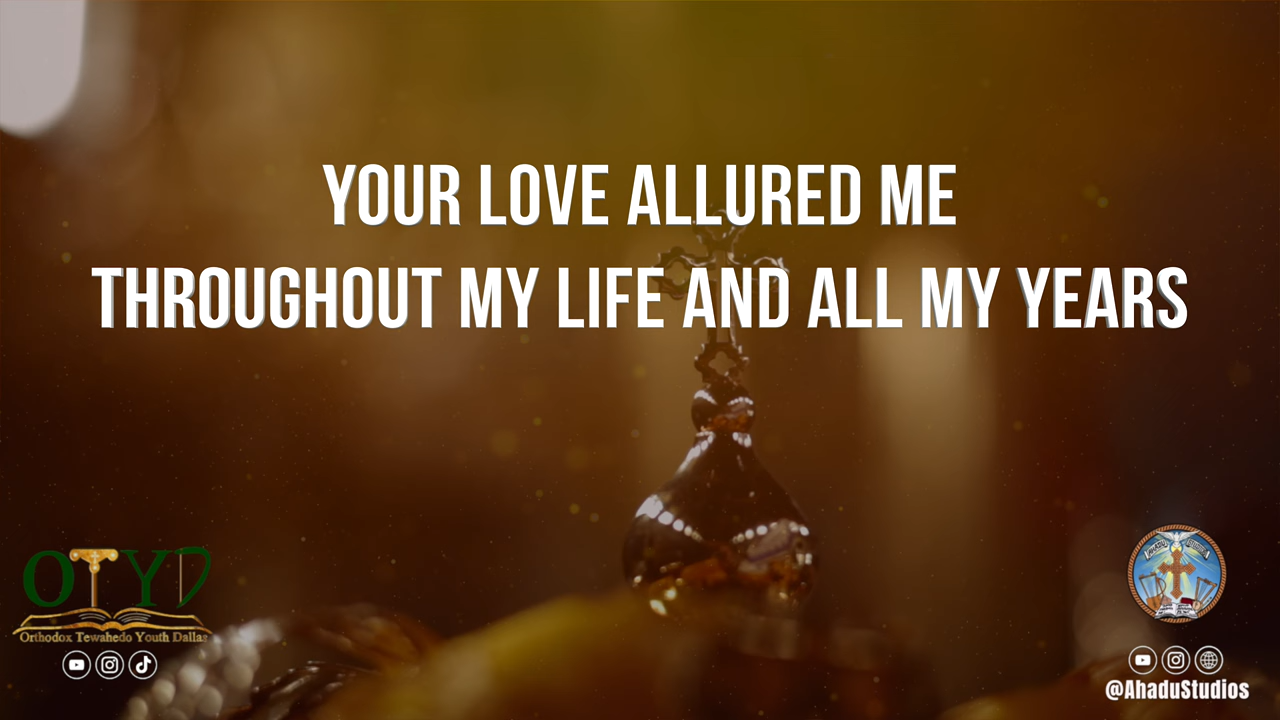 YOUR LOVE ALLURED ME
THROUGHOUT MY LIFE AND ALL MY YEARS
OTYD
Orthodox Tewahedo Youth Dallas
@AhaduStudios